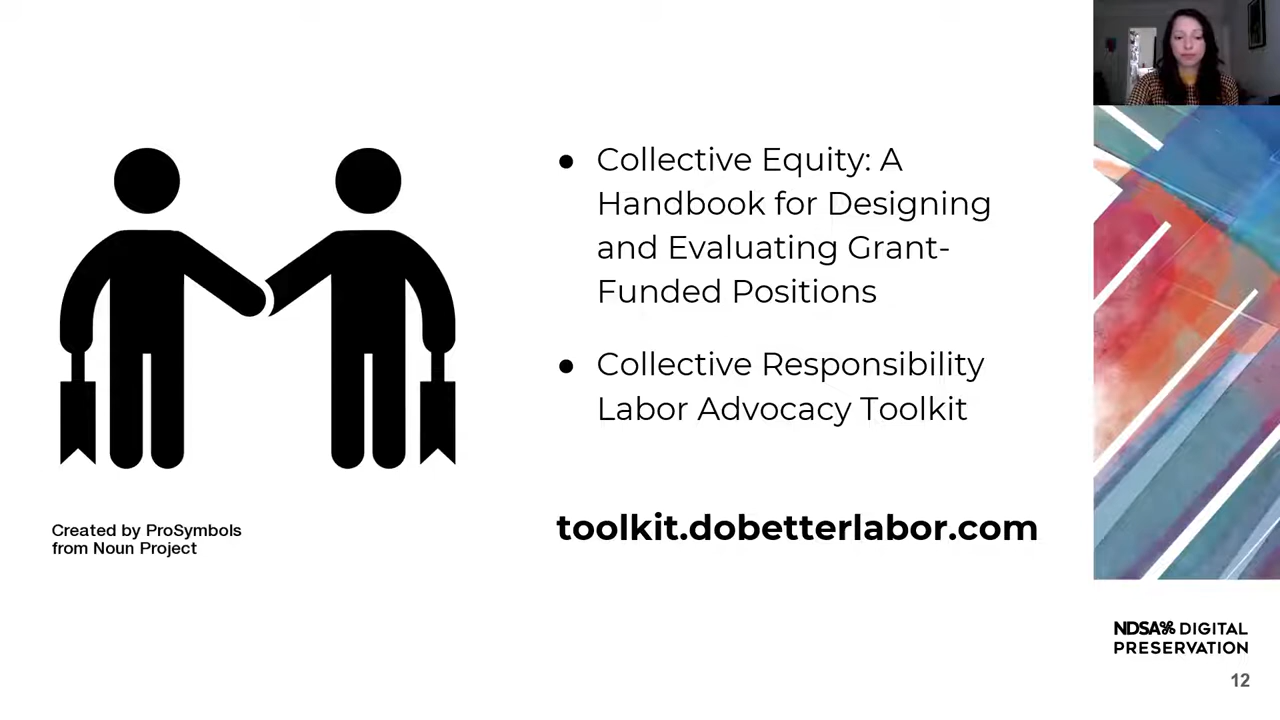 ● Collective Equity: A
Handbook for Designing
and Evaluating Grant-
Funded Positions
● Collective Responsibility
Labor Advocacy Toolkit
toolkit.dobetterlabor.com
Created by ProSymbols
from Noun Project
NDSA DIGITAL
PRESERVATION
12